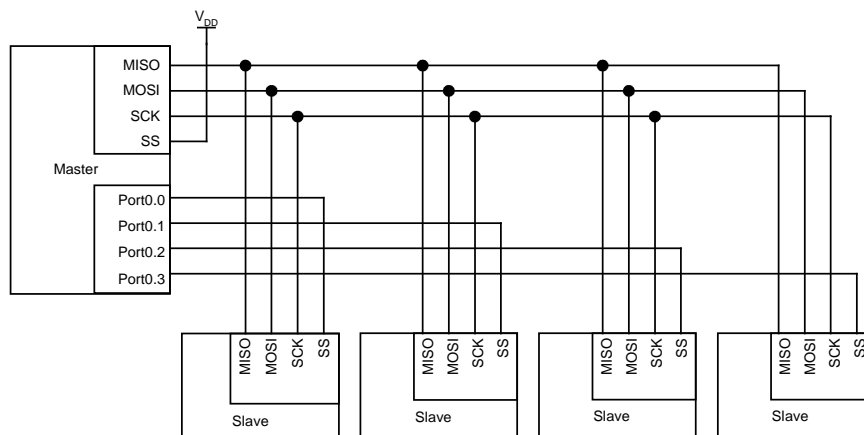 VDD
MISO
MOSI
SCK
SS
Master
Port0.0
Port0.1
Port0.2
Port0.3
MISO MOSI SCK SS
Slave
MISO MOSI SCK SS
Slave
MISO MOSI SCK SS
Slave
MISO MOSI SCK SS
Slave